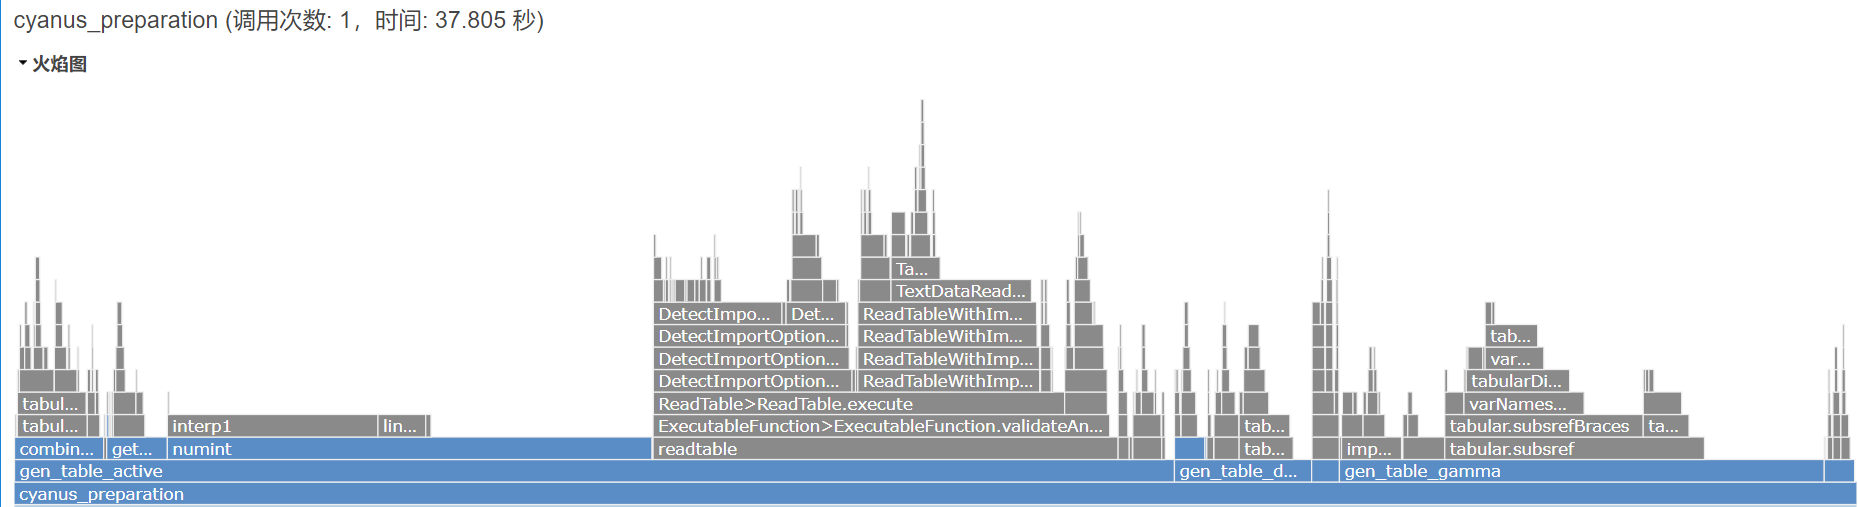 cyanus_preparation (调用次数: 1，时间: 37.805 秒)
火焰图
Ta...
TextDataRead...
DetectImpo... Det... ReadTableWithIm...
DetectImportOption... ReadTableWithIm... tab...
DetectImportOption... ReadTableWithImp... var...
DetectImportOption... ReadTableWithImp... tabularDi...
tabul... ReadTable>ReadTable.execute varNames...
tabul... interp1 lin... ExecutableFunction>ExecutableFunction.validateAn... tab... tabular.subsrefBraces ta...
combin... get... numint readtable tab... imp... tabular.subsref
gen_table_active gen_table_d... gen_table_gamma
cyanus_preparation